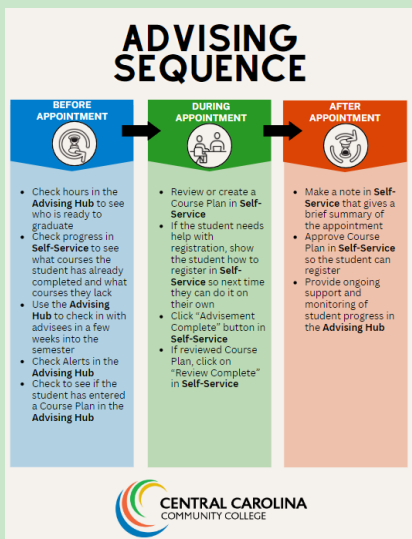 ADVISING
SEQUENCE
BEFORE
APPOINTMENT
• Check hours in the
Advising Hub to see
who is ready to
graduate
• Check progress in
Self-Service to see
what courses the
student has already
completed and what
courses they lack
• Use the Advising
Hub to check in with
advisees in a few
weeks into the
semester
• Check Alerts in the
Advising Hub
• Check to see if the
student has entered
a Course Plan in the
Advising Hub
DURING
APPOINTMENT
• Review or create a
Course Plan in Self-
Service
• If the student needs
help with
registration, show
the student how to
register in Self-
Service so next time
they can do it on
their own
• Click "Advisement
Complete" button in
Self-Service
• If reviewed Course
Plan, click on
"Review Complete"
in Self-Service
AFTER
APPOINTMENT
• Make a note in Self-
Service that gives a
brief summary of
the appointment
• Approve Course
Plan in Self-Service
so the student can
register
• Provide ongoing
support and
monitoring of
student progress in
the Advising Hub
CENTRAL CAROLINA
COMMUNITY COLLEGE